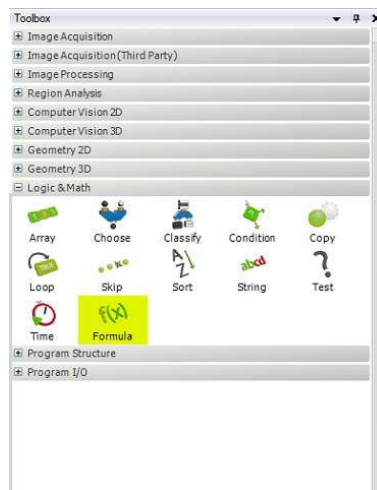 Toolbox
Image Acquisition
Image Acquisition (Third Party)
Image Processing
Region Analysis
Computer Vision 2D
Computer Vision 3D
Geometry 2D
Geometry 3D
Logic & Math
Array Choose Classify Condition Copy
A
Z
abcd
Loop Skip Sort String Test
f(x)
Time Formula
Program Structure
Program I/O